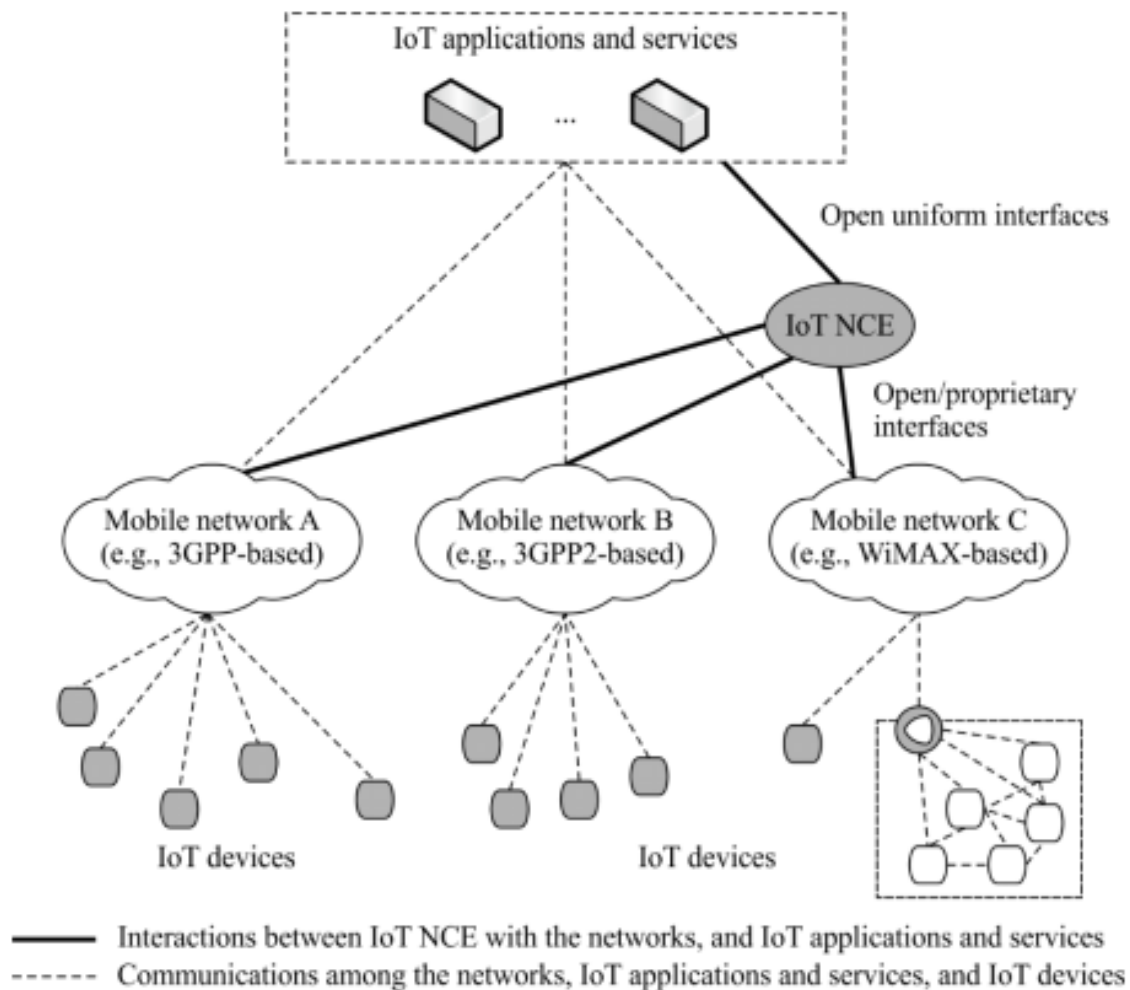 IoT applications and services
...
Open uniform interfaces
IoT NCE
Open/proprietary
interfaces
Mobile network A
(e.g., 3GPP-based)
Mobile network B
(e.g., 3GPP2-based)
Mobile network C
(e.g., WiMAX-based)
IoT devices
IoT devices
Interactions between IoT NCE with the networks, and IoT applications and services
Communications among the networks, IoT applications and services, and IoT devices